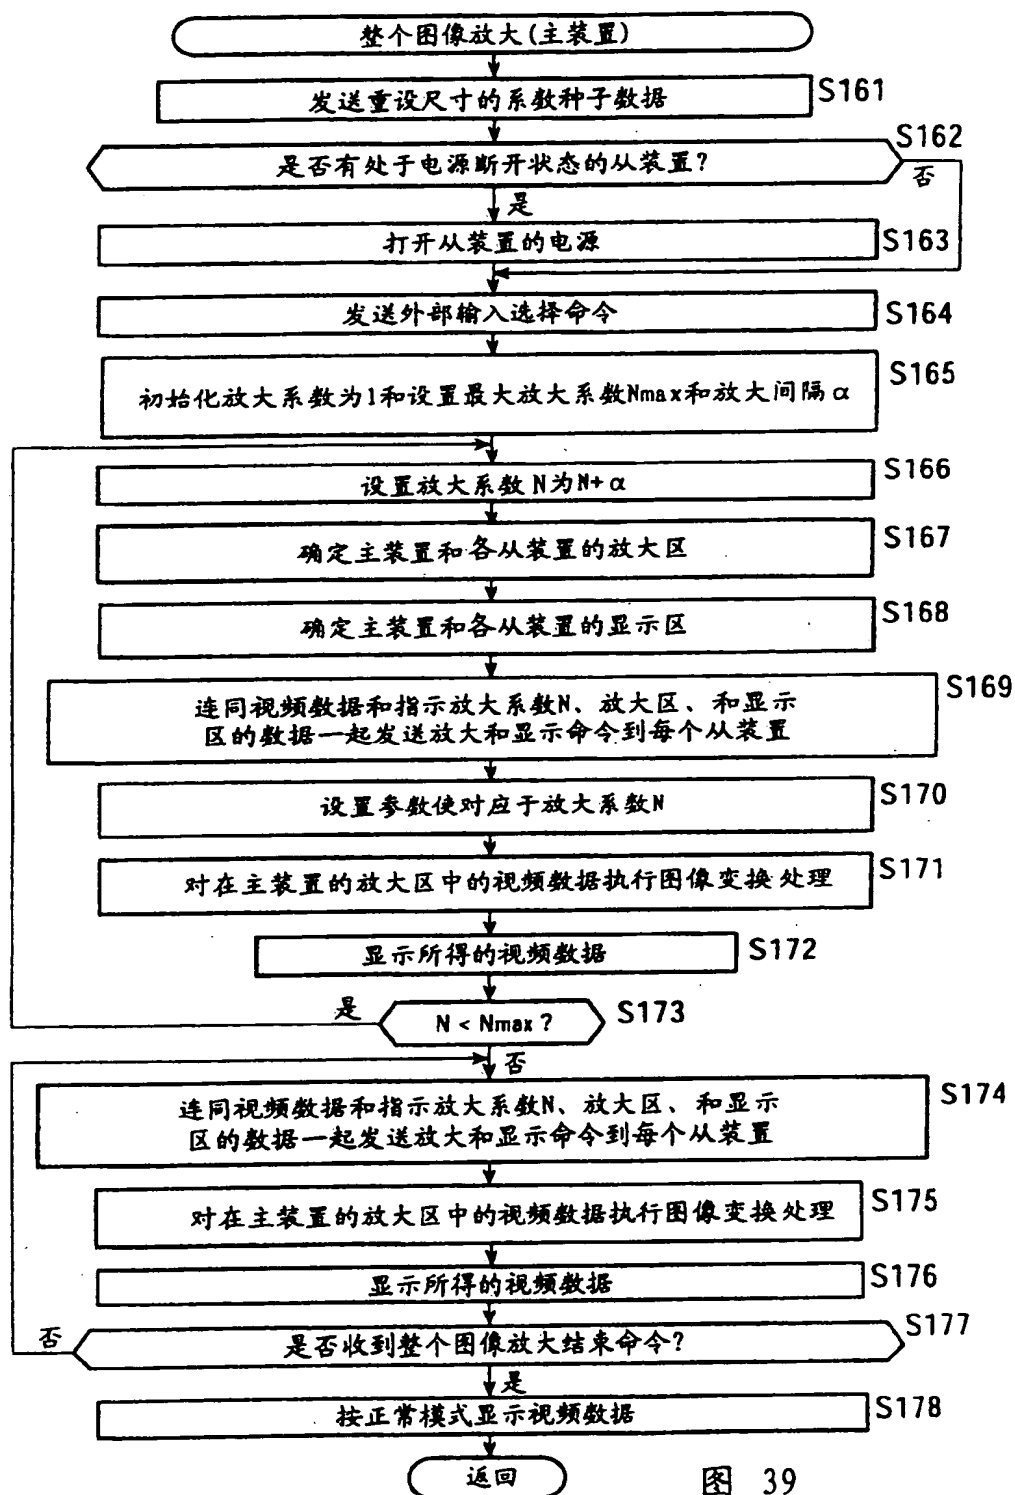 整个图像放大(主装置)
发送重设尺寸的系数种子数据
S161
S162
是否有处于电源断开状态的从装置?
否
是
打开从装置的电源
S163
发送外部输入选择命令
S164
S165
初始化放大系数为1和设置最大放大系数Nmax和放大间隔α
S166
设置放大系数N为N+α
S167
确定主装置和各从装置的放大区
S168
确定主装置和各从装置的显示区
S169
连同视频数据和指示放大系数N、放大区、和显示
区的数据一起发送放大和显示命令到每个从装置
S170
设置参数使对应于放大系数N
S171
对在主装置的放大区中的视频数据执行图像变换处理
显示所得的视频数据
S172
是
N < Nmax?
S173
否
S174
连同视频数据和指示放大系数N、放大区、和显示
区的数据一起发送放大和显示命令到每个从装置
S175
对在主装置的放大区中的视频数据执行图像变换处理
显示所得的视频数据
S176
否
是否收到整个图像放大结束命令?
S177
是
按正常模式显示视频数据
S178
返回
图 39